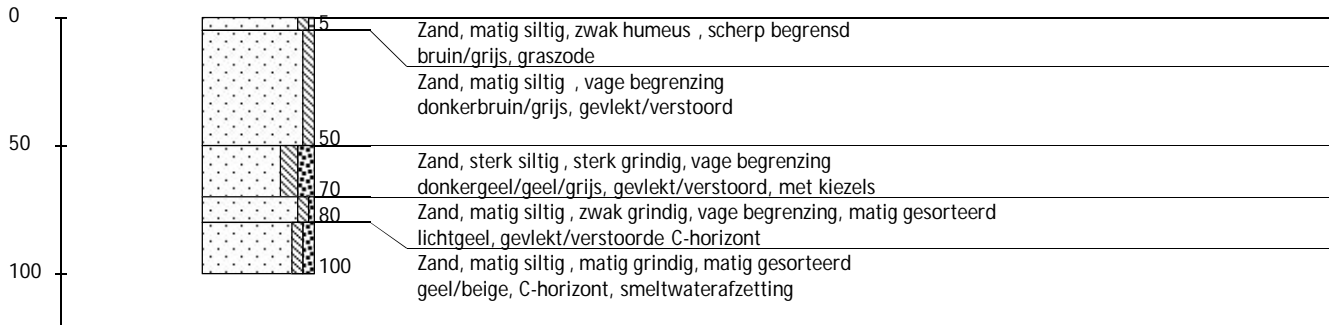 0
5
Zand, matig siltig, zwak humeus , scherp begrensd
bruin/grijs, graszode
Zand, matig siltig , vage begrenzing
donkerbruin/grijs, gevlekt/verstoord
50
50
Zand, sterk siltig , sterk grindig, vage begrenzing
donkergeel/geel/grijs, gevlekt/verstoord, met kiezels
70
Zand, matig siltig , zwak grindig, vage begrenzing, matig gesorteerd
80
lichtgeel, gevlekt/verstoorde C-horizont
100
100
Zand, matig siltig , matig grindig, matig gesorteerd
geel/beige, C-horizont, smeltwaterafzetting